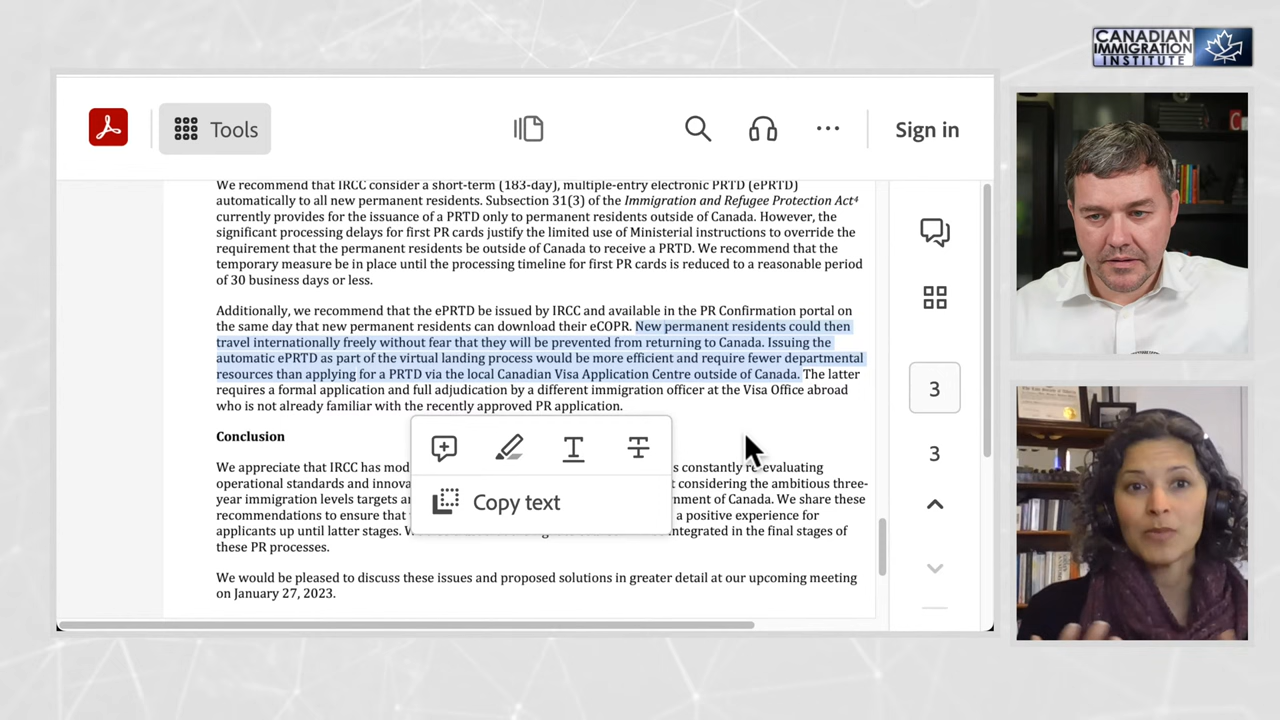 CANADIAN
IMMIGRATION
INSTITUTE
Tools
Sign in
We recommend that IRCC consider a short-term (183-day), multiple-entry electronic PRTD (ePRTD)
automatically to all new permanent residents. Subsection 31(3) of the Immigration and Refugee Protection Act⁴
currently provides for the issuance of a PRTD only to permanent residents outside of Canada. However, the
significant processing delays for first PR cards justify the limited use of Ministerial instructions to override the
requirement that the permanent residents be outside of Canada to receive a PRTD. We recommend that the
temporary measure be in place until the processing timeline for first PR cards is reduced to a reasonable period
of 30 business days or less.
Additionally, we recommend that the ePRTD be issued by IRCC and available in the PR Confirmation portal on
the same day that new permanent residents can download their eCOPR. New permanent residents could then
travel internationally freely without fear that they will be prevented from returning to Canada. Issuing the
automatic ePRTD as part of the virtual landing process would be more efficient and require fewer departmental
resources than applying for a PRTD via the local Canadian Visa Application Centre outside of Canada. The latter
requires a formal application and full adjudication by a different immigration officer at the Visa Office abroad
who is not already familiar with the recently approved PR application.
Conclusion
We appreciate that IRCC has mod s constantly re-evaluating
operational standards and innova t considering the ambitious three-
year immigration levels targets ar nment of Canada. We share these
recommendations to ensure that a positive experience for
applicants up until latter stages. integrated in the final stages of
these PR processes.
We would be pleased to discuss these issues and proposed solutions in greater detail at our upcoming meeting
on January 27, 2023.
Copy text
3
3